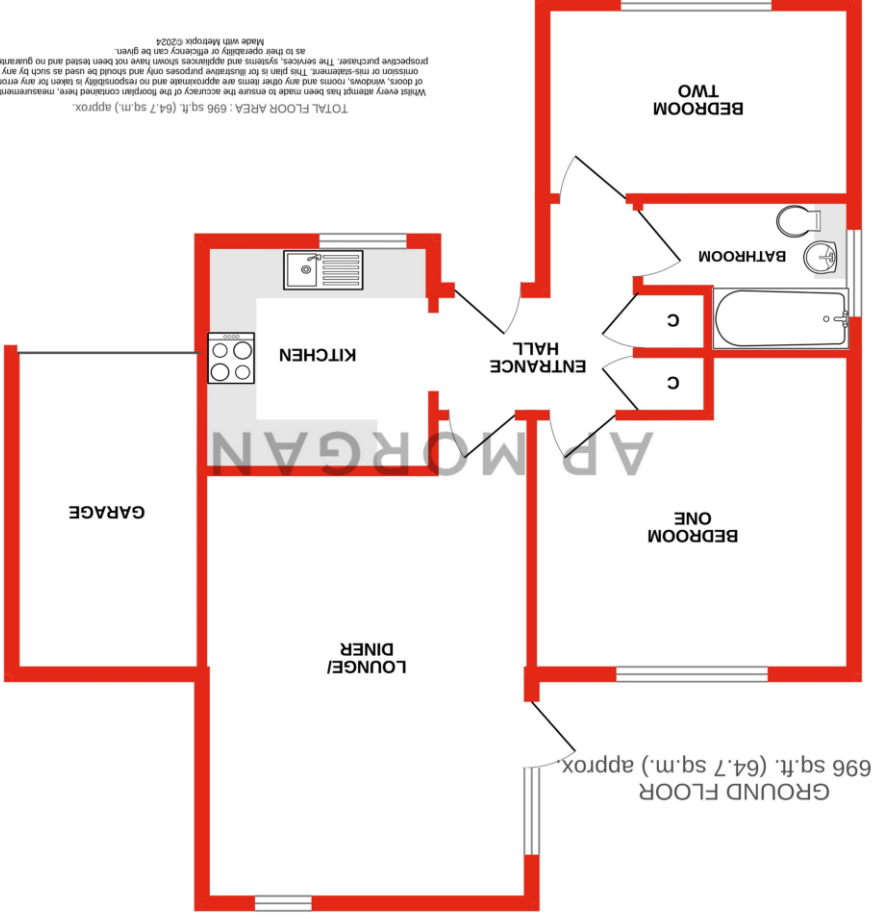 GROUND FLOOR
696 sq.ft. (64.7 sq.m.) approx.
LOUNGE/
DINER
BEDROOM
ONE
GARAGE
AP MORGAN
C
C
KITCHEN
ENTRANCE
HALL
BATHROOM
BEDROOM
TWO
TOTAL FLOOR AREA : 696 sq.ft. (64.7 sq.m.) approx.
Whilst every attempt has been made to ensure the accuracy of the floorplan contained here, measurement
of doors, windows, rooms and any other items are approximate and no responsibility is taken for any error
omission or mis-statement. This plan is for illustrative purposes only and should be used as such by any
prospective purchaser. The services, systems and appliances shown have not been tested and no guarante
as to their operability or efficiency can be given.
Made with Metropix ©2024